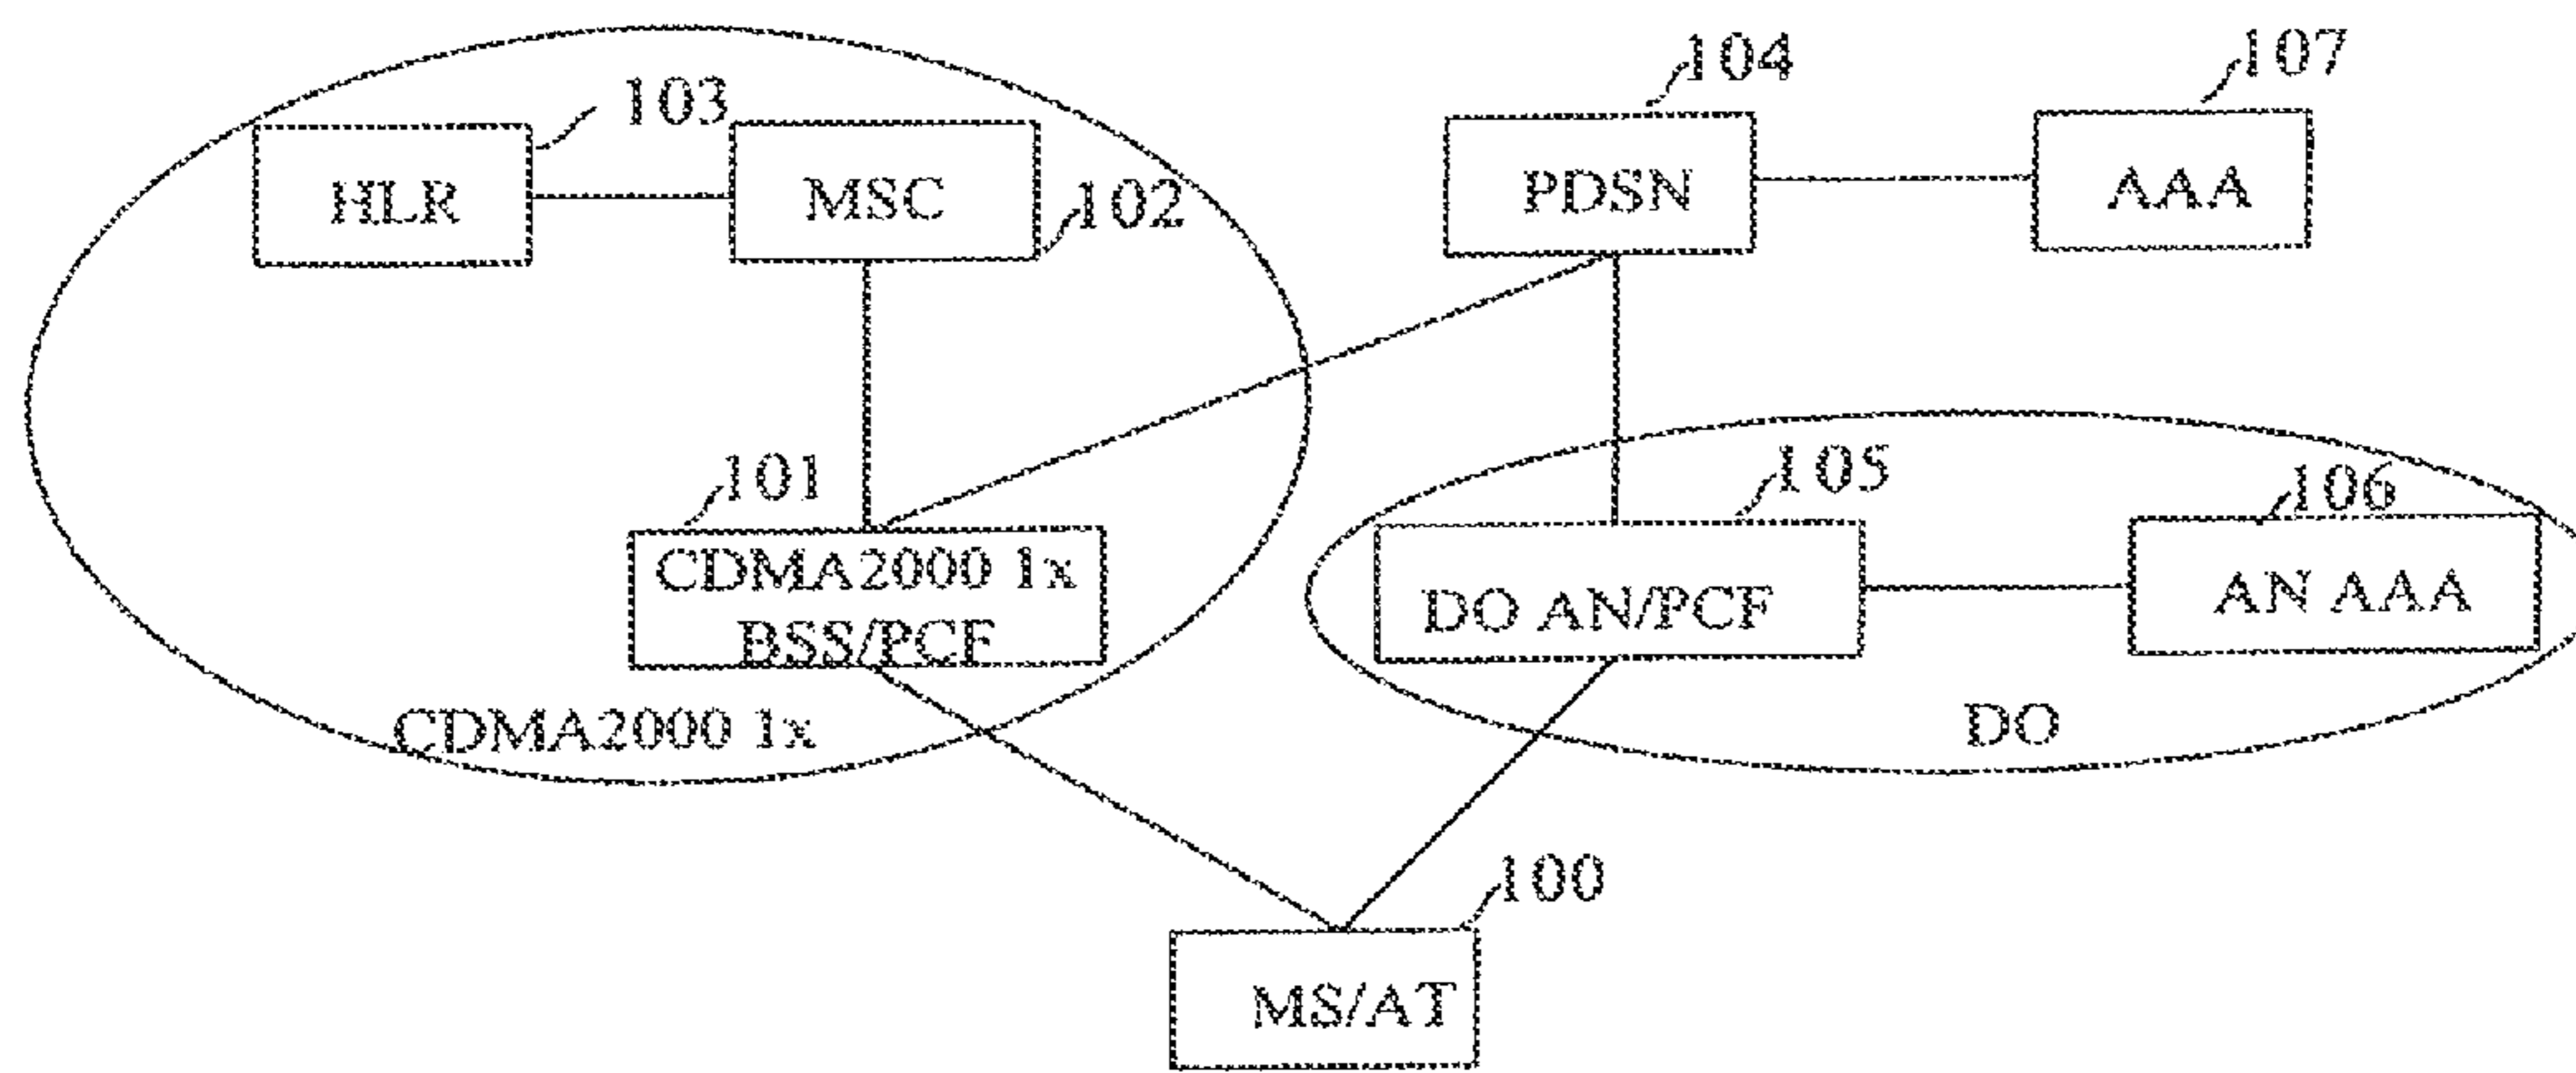 104
107
103
HLR
MSC
102
PDSN
AAA
101
105
106
CDMA2000 1x
BSS/PCF
DO AN/PCF
AN AAA
CDMA2000 1x
DO
100
MS/AT